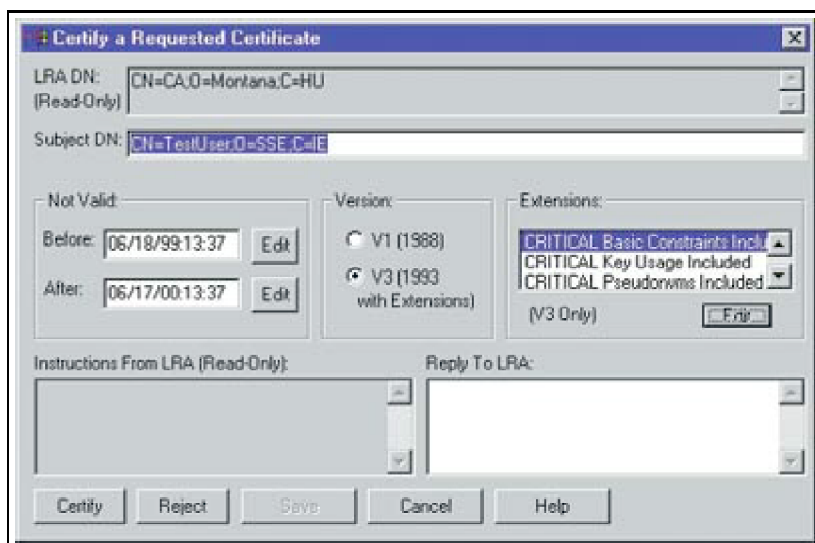 Certify a Requested Certificate
LRA DN:
(Read-Only)
CN=CA;O=Montana;C=HU
Subject DN:
CN=TestUser;O=SSE;C=IE
Not Valid:
Before: 06/18/99:13:37 Edit
After: 06/17/00:13:37 Edit
Version:
V1 (1988)
V3 (1993
with Extensions)
Extensions:
CRITICAL Basic Constraints Inclu
CRITICAL Key Usage Included
CRITICAL Pseudonyms Included
(V3 Only) Edit
Instructions From LRA (Read-Only):
Reply To LRA:
Certify Reject Save Cancel Help